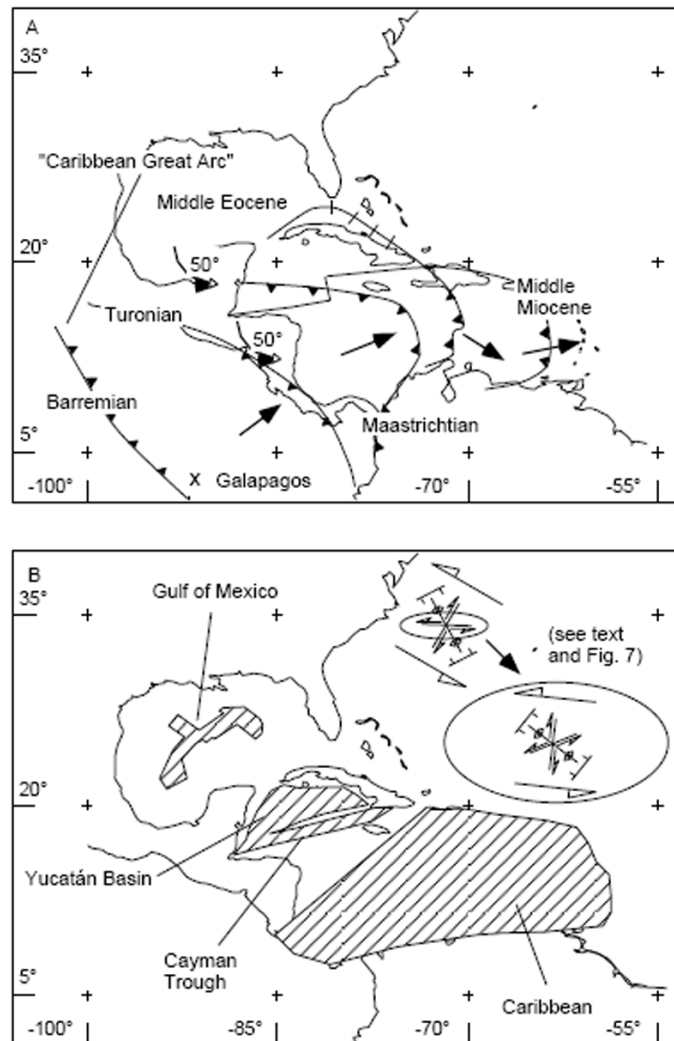 A
35°
"Caribbean Great Arc"
Middle Eocene
20°
50°
Middle
Miocene
Turonian
50°
Barremian
Maastrichtian
5°
X Galapagos
-100°
-70°
-55°
B
Gulf of Mexico
35°
(see text
and Fig. 7)
20°
Yucatán Basin
Cayman
Trough
5°
Caribbean
-100°
-85°
-70°
-55°